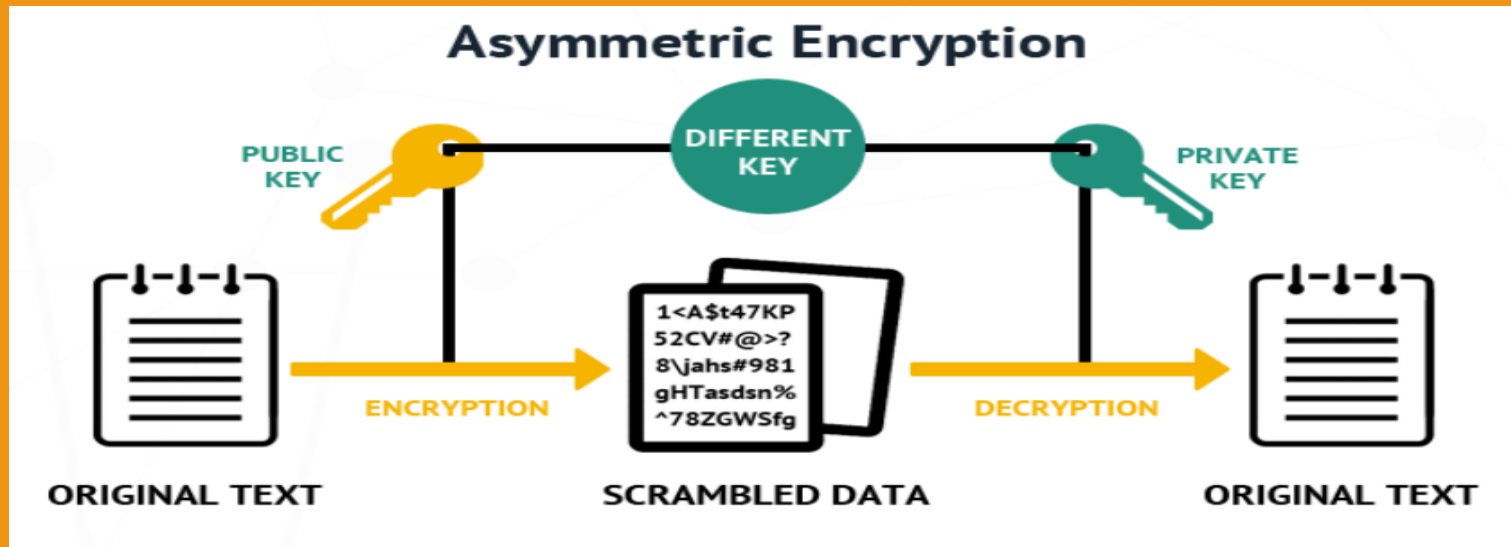 Asymmetric Encryption
PUBLIC
KEY
DIFFERENT
KEY
PRIVATE
KEY
1<A$t47KP
52CV#@>?
8\jahs#981
gHTasdsn%
^78ZGWSfg
ENCRYPTION
DECRYPTION
ORIGINAL TEXT
SCRAMBLED DATA
ORIGINAL TEXT